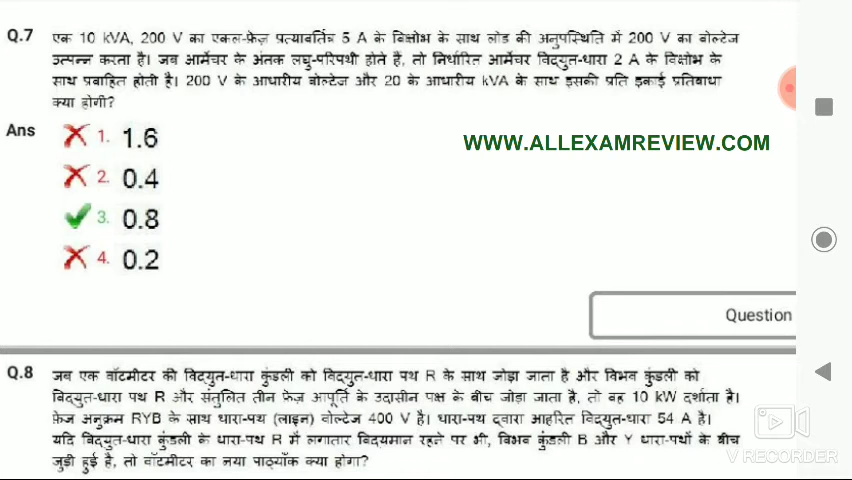 Q.7 एक 10 kVA, 200 V का एकल-फ़ेज़ प्रत्यावर्तित्र 5 A के विक्षोभ के साथ लोड की अनुपस्थिति में 200 V का वोल्टेज
उत्पन्न करता है। जब आर्मेचर के अंतक लघु-परिपथी होते हैं, तो निर्धारित आर्मेचर विद्युत-धारा 2 A के विक्षोभ के
साथ प्रवाहित होती है। 200 V के आधारीय वोल्टेज और 20 के आधारीय kVA के साथ इसकी प्रति इकाई प्रतिबाधा
क्या होगी?
Ans 1. 1.6
WWW.ALLEXAMREVIEW.COM
2. 0.4
3. 0.8
4. 0.2
Question
Q.8 जब एक वॉटमीटर की विद्युत-धारा कुंडली को विद्युत-धारा पथ R के साथ जोड़ा जाता है और विभव कुंडली को
विद्युत-धारा पथ R और संतुलित तीन फ़ेज़ आपूर्ति के उदासीन पक्ष के बीच जोड़ा जाता है, तो वह 10 kW दर्शाता है।
फ़ेज अनुक्रम RYB के साथ धारा-पथ (लाइन) वोल्टेज 400 V है। धारा-पथ द्वारा आहरित विद्युत-धारा 54 A है।
यदि विद्युत-धारा कुंडली के धारा-पथ R में लगातार विद्यमान रहने पर भी, विभव कुंडली B और Y धारा-पथों के बीच
जुड़ी हुई है, तो वॉटमीटर का नया पाठ्यॉंक क्या होगा?
V RECORDER